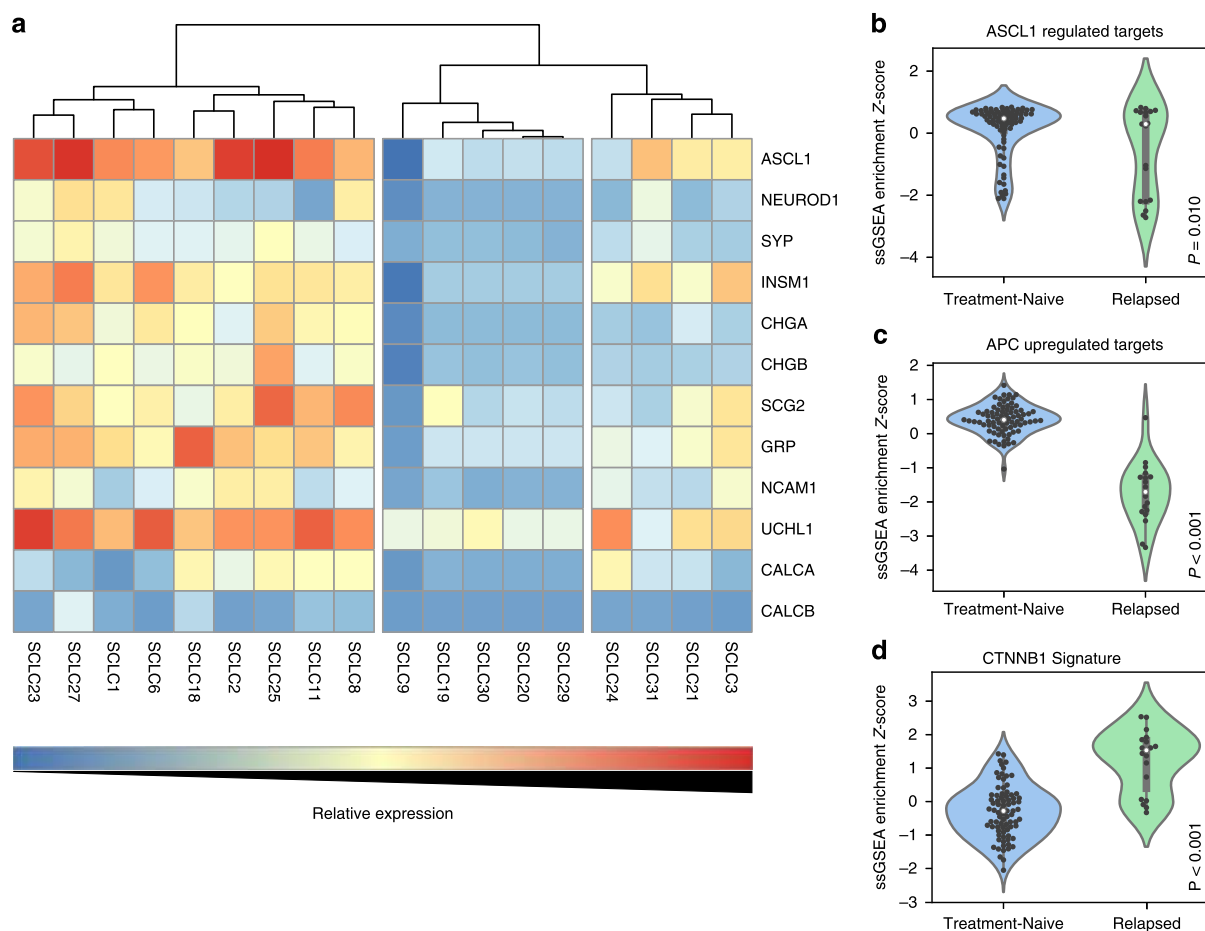 a
ASCL1
NEUROD1
SYP
INSM1
CHGA
CHGB
SCG2
GRP
NCAM1
UCHL1
CALCA
CALCB
SCLC23
SCLC27
SCLC1
SCLC6
SCLC18
SCLC2
SCLC25
SCLC11
SCLC8
SCLC9
SCLC19
SCLC30
SCLC20
SCLC29
SCLC24
SCLC31
SCLC21
SCLC3
Relative expression
b
ASCL1 regulated targets
ssGSEA enrichment Z-score
2
0
–2
–4
P = 0.010
Treatment-Naive
Relapsed
c
APC upregulated targets
ssGSEA enrichment Z-score
2
1
0
–1
–2
–3
–4
P < 0.001
Treatment-Naive
Relapsed
d
CTNNB1 Signature
ssGSEA enrichment Z-score
3
2
1
0
–1
–2
–3
P < 0.001
Treatment-Naive
Relapsed